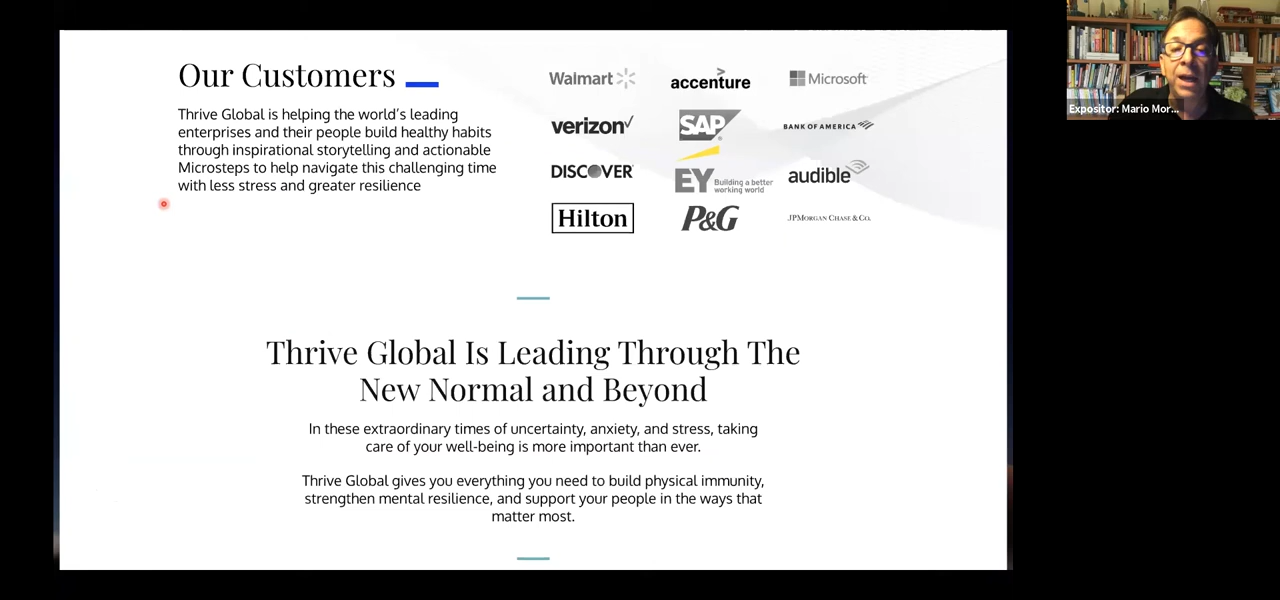 Our Customers
Thrive Global is helping the world's leading
enterprises and their people build healthy habits
through inspirational storytelling and actionable
Microsteps to help navigate this challenging time
with less stress and greater resilience
Walmart
accenture
Microsoft
verizon
SAP
BANK OF AMERICA
DISCOVER
EY Building a better
working world
audible
Hilton
P&G
JPMORGAN CHASE & CO.
Thrive Global Is Leading Through The
New Normal and Beyond
In these extraordinary times of uncertainty, anxiety, and stress, taking
care of your well-being is more important than ever.
Thrive Global gives you everything you need to build physical immunity,
strengthen mental resilience, and support your people in the ways that
matter most.
Expositor: Mario Mor...